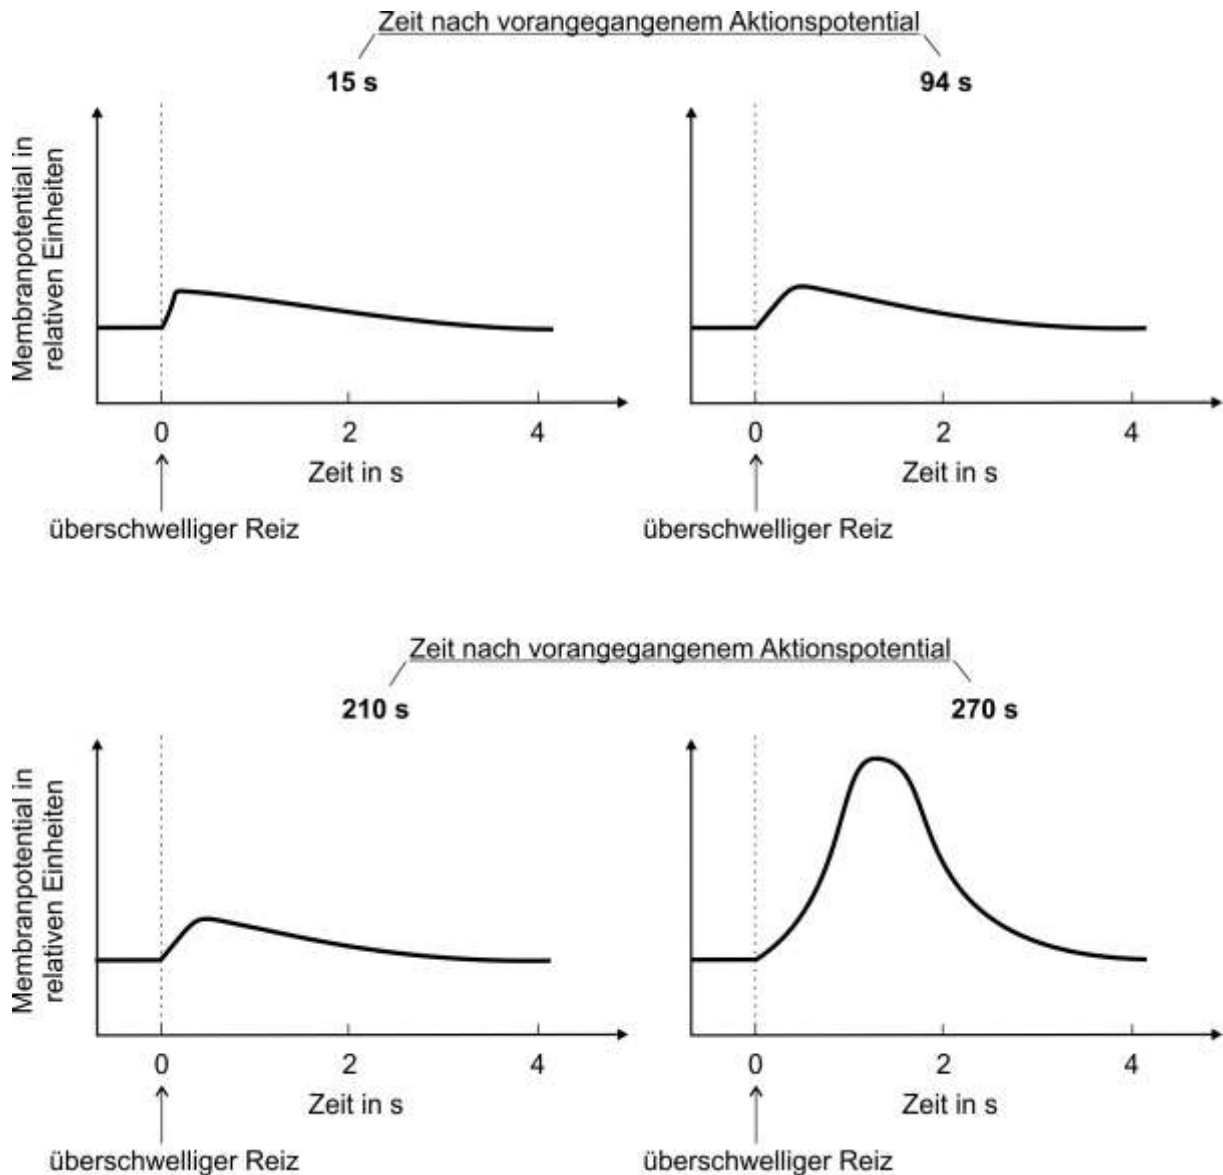 Zeit nach vorangegangenem Aktionspotential
15 s
94 s
Membranpotential in
relativen Einheiten
0
2
4
0
2
4
Zeit in s
Zeit in s
überschwelliger Reiz
überschwelliger Reiz
Zeit nach vorangegangenem Aktionspotential
210 s
270 s
Membranpotential in
relativen Einheiten
0
2
4
0
2
4
Zeit in s
Zeit in s
überschwelliger Reiz
überschwelliger Reiz